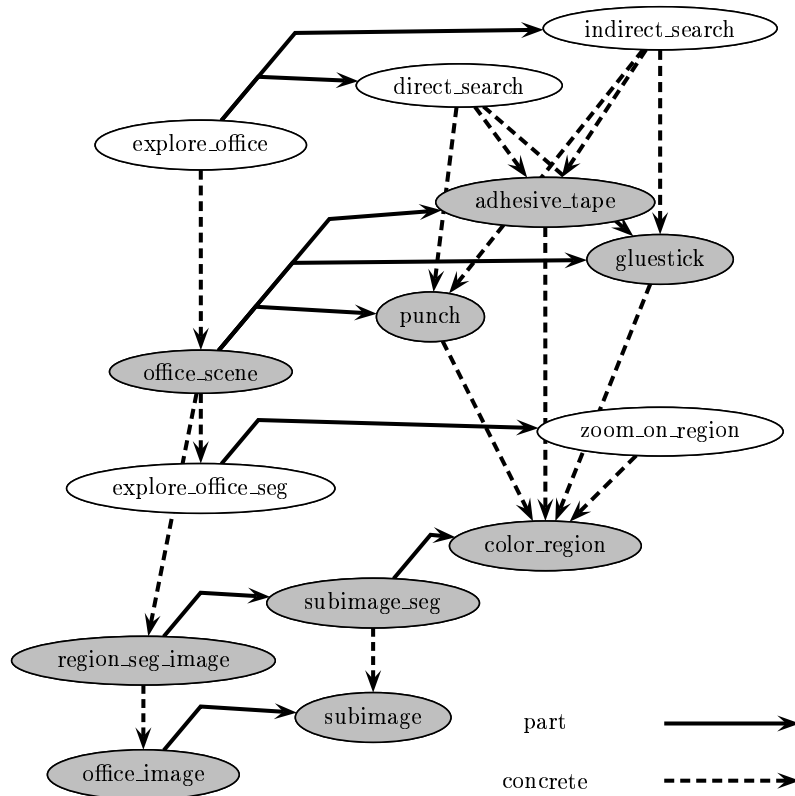 indirect_search
direct_search
explore_office
adhesive_tape
gluestick
punch
office_scene
zoom_on_region
explore_office_seg
color_region
subimage_seg
region_seg_image
subimage
part
office_image
concrete